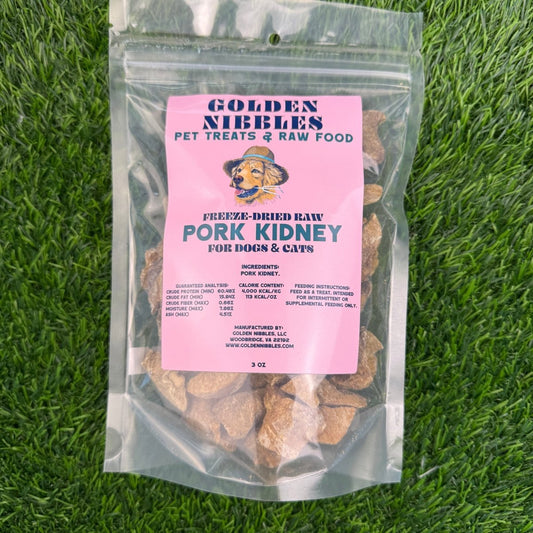 GOLDEN
NIBBLES
PET TREATS & RAW FOOD
FREEZE-DRIED RAW
PORK KIDNEY
FOR DOGS & CATS
INGREDIENTS:
PORK KIDNEY.
GUARANTEED ANALYSIS:
CRUDE PROTEIN (MIN) 60.48%
CRUDE FAT (MIN) 15.84%
CRUDE FIBER (MAX) 0.68%
MOISTURE (MAX) 7.08%
ASH (MAX) 4.51%
CALORIE CONTENT:
4,000 KCAL/KG
113 KCAL/OZ
FEEDING INSTRUCTIONS:
FEED AS A TREAT, INTENDED
FOR INTERMITTENT OR
SUPPLEMENTAL FEEDING ONLY.
MANUFACTURED BY:
GOLDEN NIBBLES, LLC
WOODBRIDGE, VA 22192
WWW.GOLDENNIBBLES.COM
3 OZ